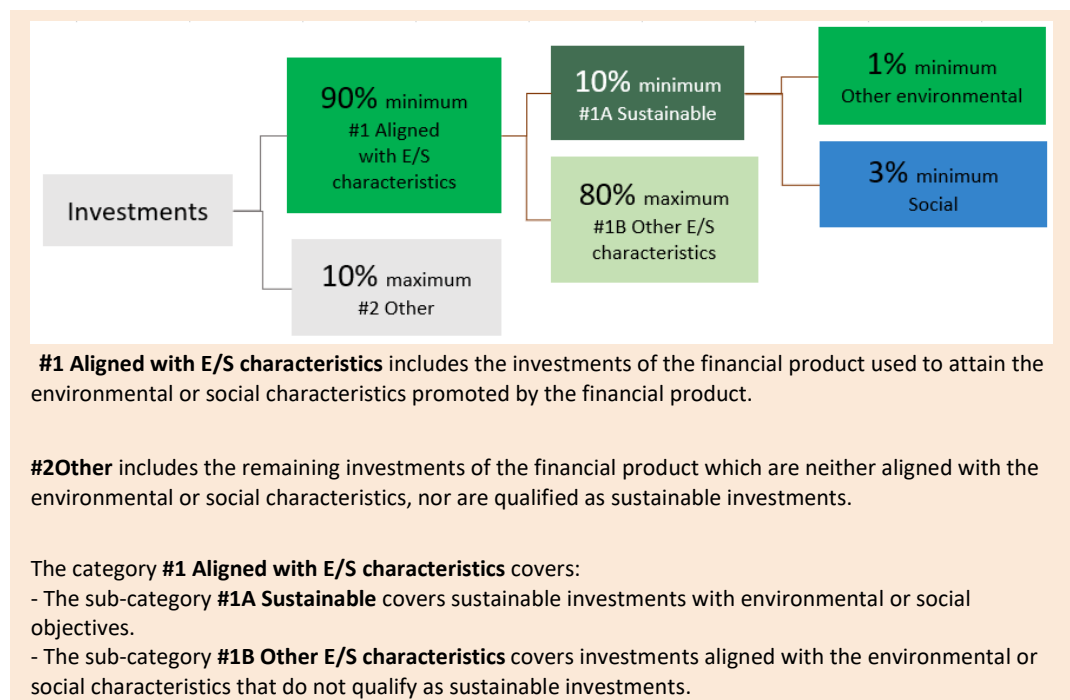 Investments
90% minimum
#1 Aligned
with E/S
characteristics
10% maximum
#2 Other
10% minimum
#1A Sustainable
80% maximum
#1B Other E/S
characteristics
1% minimum
Other environmental
3% minimum
Social
#1 Aligned with E/S characteristics includes the investments of the financial product used to attain the
environmental or social characteristics promoted by the financial product.
#2Other includes the remaining investments of the financial product which are neither aligned with the
environmental or social characteristics, nor are qualified as sustainable investments.
The category #1 Aligned with E/S characteristics covers:
- The sub-category #1A Sustainable covers sustainable investments with environmental or social
objectives.
- The sub-category #1B Other E/S characteristics covers investments aligned with the environmental or
social characteristics that do not qualify as sustainable investments.